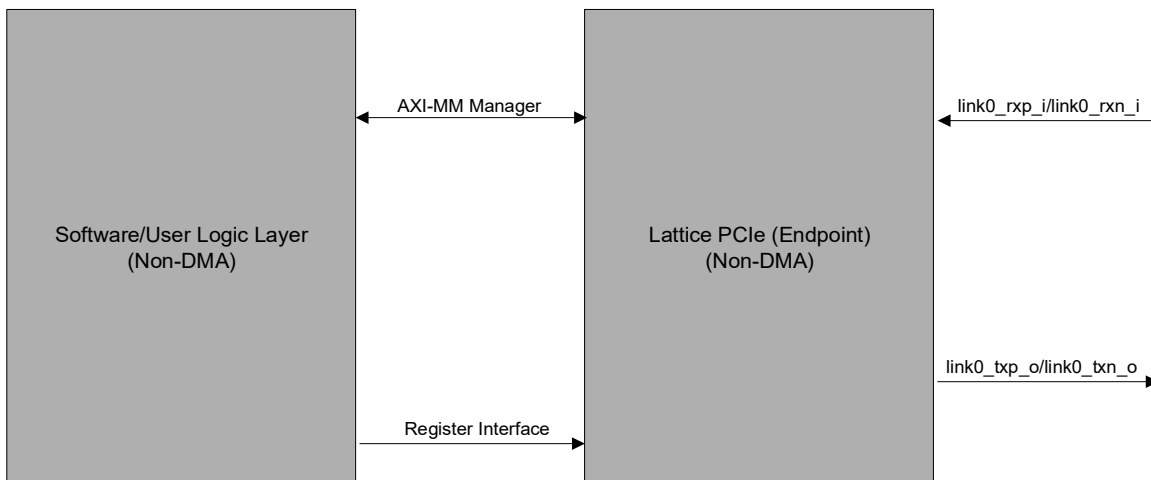 AXI-MM Manager
link0_rxp_i/link0_rxn_i
Software/User Logic Layer
(Non-DMA)
Lattice PCIe (Endpoint)
(Non-DMA)
link0_txp_o/link0_txn_o
Register Interface